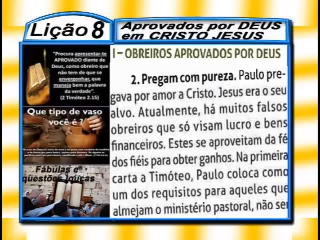 Lição 8
Aprovados por DEUS
em CRISTO JESUS
"Procura apresentar-te
APROVADO diante de
Deus, como obreiro que
não tem de que se
envergonhar, que
maneja bem a palavra
da verdade".
(2 Timóteo 2.15)
Que tipo de vaso
você é ?
Fábulas e
questões loucas
I – OBREIROS APROVADOS POR DEUS
2. Pregam com pureza. Paulo pre-
gava por amor a Cristo. Jesus era o seu
alvo. Atualmente, há muitos falsos
obreiros que só visam lucro e bens
financeiros. Estes se aproveitam da fé
dos fiéis para obter ganhos. Na primeira
carta a Timóteo, Paulo coloca como
um dos requisitos para aqueles que
almejam o ministério pastoral, não ser